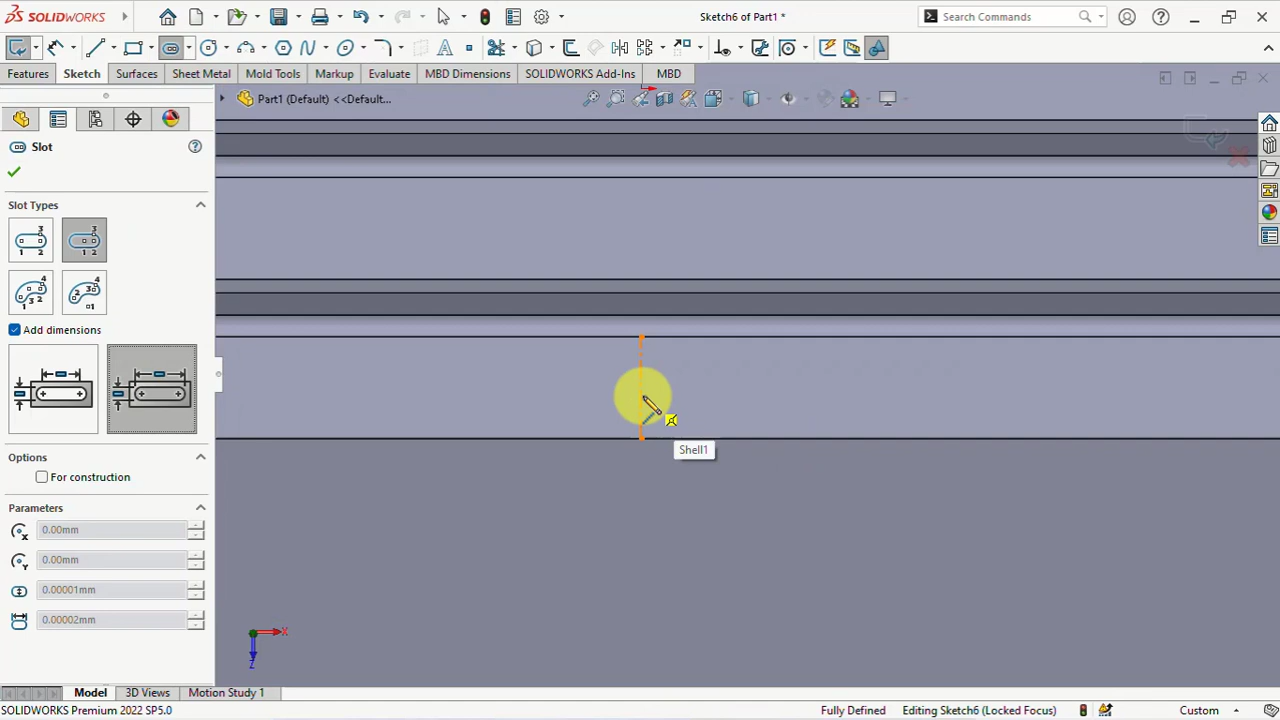 SOLIDWORKS
Sketch6 of Part1 *
Search Commands
Features
Sketch
Surfaces
Sheet Metal
Mold Tools
Markup
Evaluate
MBD Dimensions
SOLIDWORKS Add-Ins
MBD
Part1 (Default) <<Default...
Slot
Slot Types
Add dimensions
Options
For construction
Parameters
0.00mm
0.00mm
0.00001mm
0.00002mm
Shell1
X
Z
Model
3D Views
Motion Study 1
SOLIDWORKS Premium 2022 SP5.0
Fully Defined
Editing Sketch6 (Locked Focus)
Custom